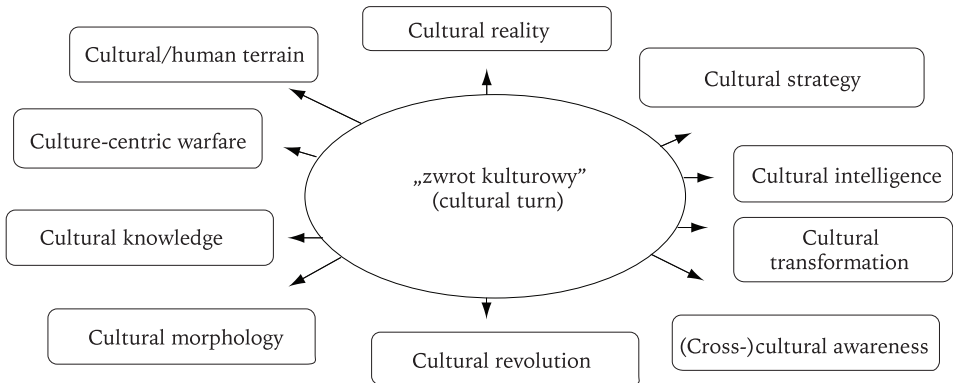 Cultural reality
Cultural/human terrain
Cultural strategy
Culture-centric warfare
„zwrot kulturowy”
(cultural turn)
Cultural intelligence
Cultural knowledge
Cultural
transformation
Cultural morphology
Cultural revolution
(Cross-)cultural awareness